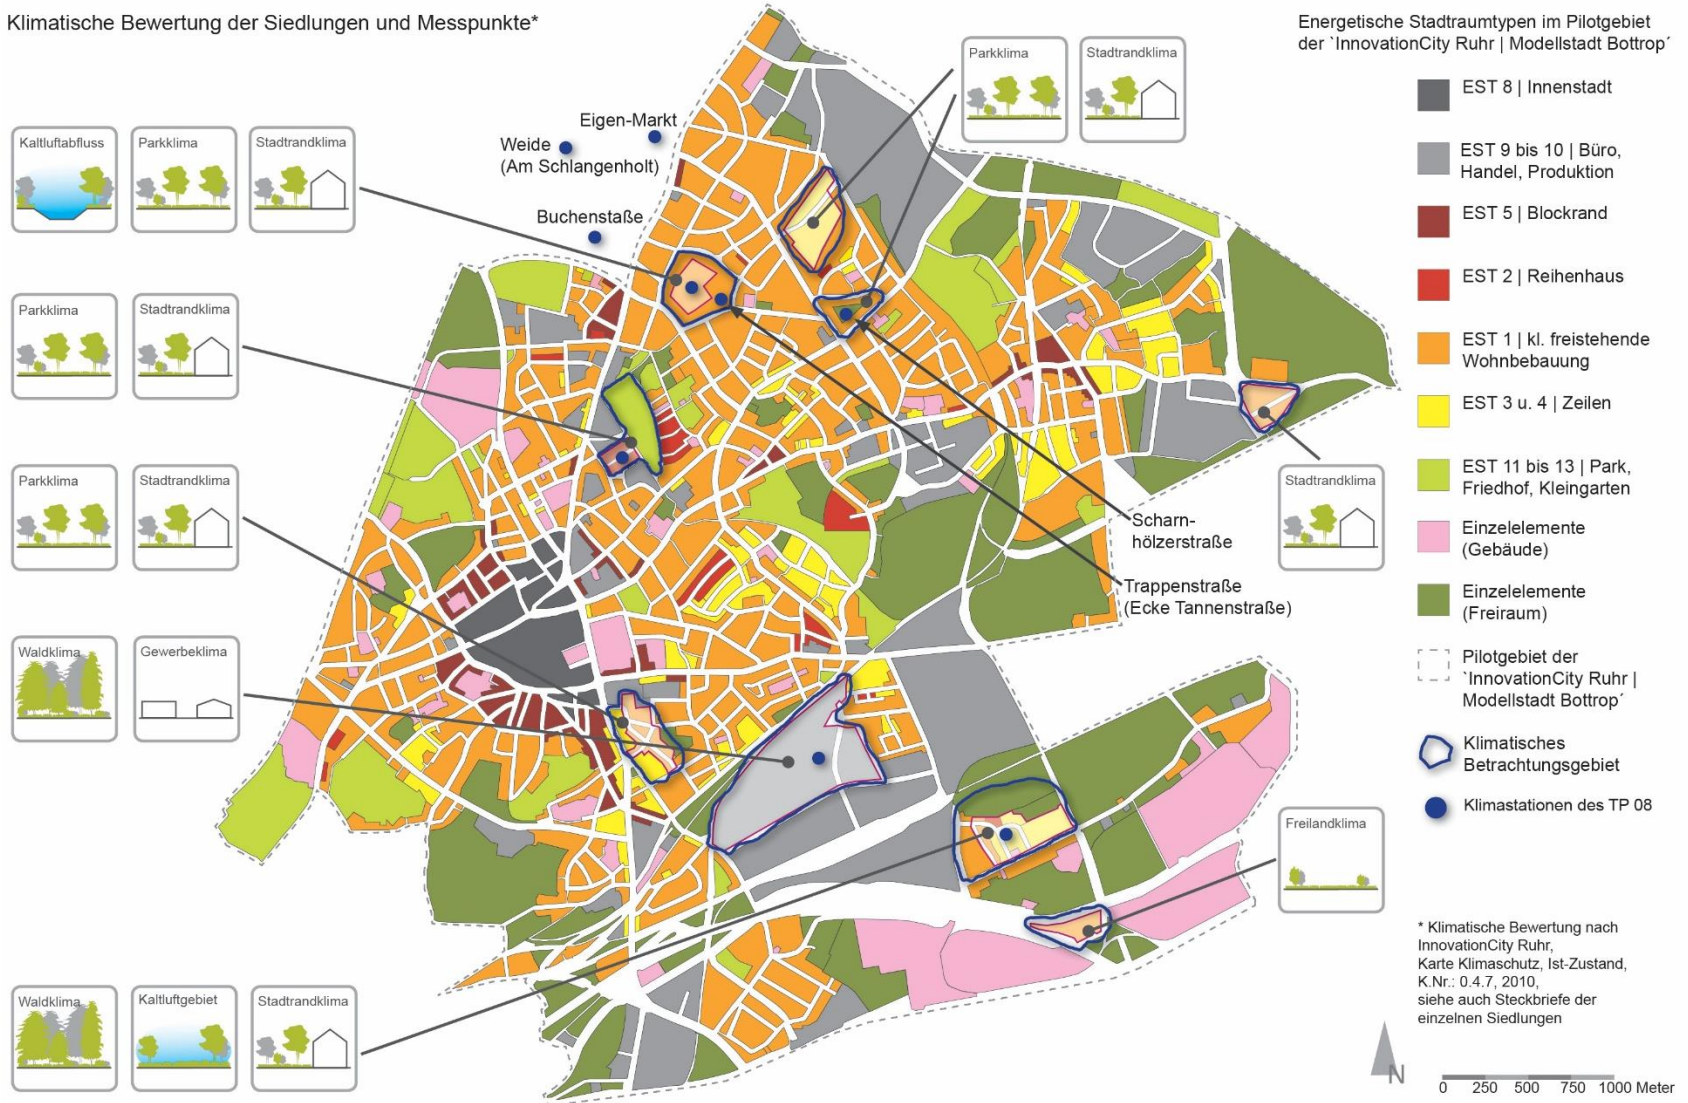 Klimatische Bewertung der Siedlungen und Messpunkte*
Energetische Stadtraumtypen im Pilotgebiet
der `InnovationCity Ruhr | Modellstadt Bottrop´
Parkklima
Stadtrandklima
Kaltluftabfluss
Parkklima
Stadtrandklima
Eigen-Markt
Weide
(Am Schlangenholt)
Buchenstaße
Parkklima
Stadtrandklima
Parkklima
Stadtrandklima
Waldklima
Gewerbeklima
Waldklima
Kaltluftgebiet
Stadtrandklima
Scharn-
hölzerstraße
Trappenstraße
(Ecke Tannenstraße)
Stadtrandklima
Freilandklima
EST 8 | Innenstadt
EST 9 bis 10 | Büro,
Handel, Produktion
EST 5 | Blockrand
EST 2 | Reihenhaus
EST 1 | kl. freistehende
Wohnbebauung
EST 3 u. 4 | Zeilen
EST 11 bis 13 | Park,
Friedhof, Kleingarten
Einzelelemente
(Gebäude)
Einzelelemente
(Freiraum)
Pilotgebiet der
`InnovationCity Ruhr |
Modellstadt Bottrop´
Klimatisches
Betrachtungsgebiet
Klimastationen des TP 08
* Klimatische Bewertung nach
InnovationCity Ruhr,
Karte Klimaschutz, Ist-Zustand,
K.Nr.: 0.4.7, 2010,
siehe auch Steckbriefe der
einzelnen Siedlungen
N
0 250 500 750 1000 Meter